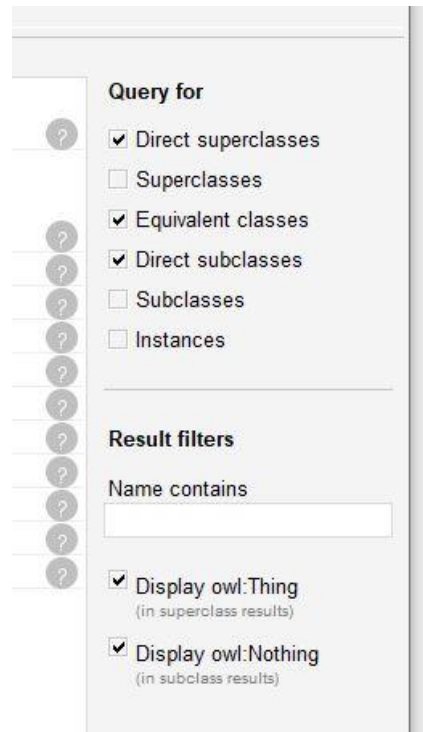 Query for
?
Direct superclasses
Superclasses
Equivalent classes
?
Direct subclasses
?
Subclasses
?
Instances
?
?
?
?
Result filters
?
Name contains
?
?
?
Display owl:Thing
(in superclass results)
Display owl:Nothing
(in subclass results)